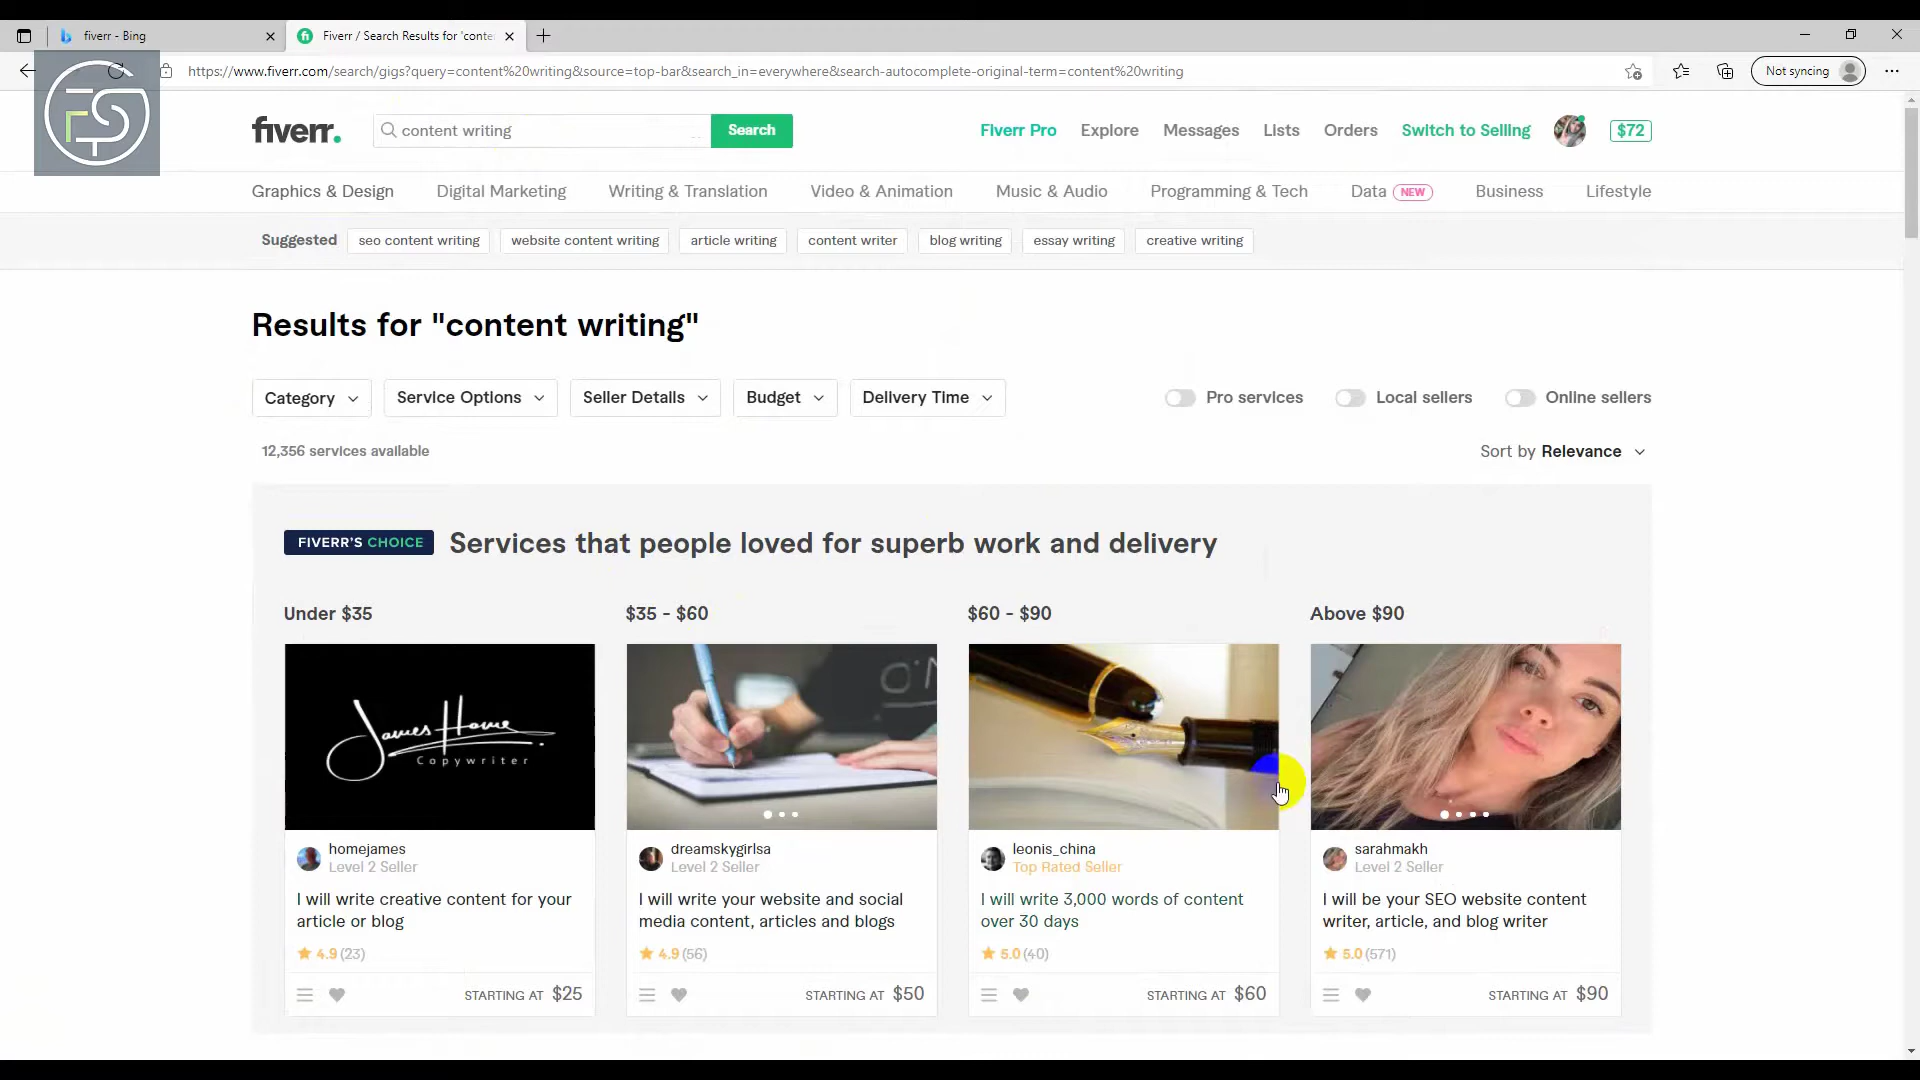 fiverr - Bing
Fiverr / Search Results for 'conte
https://www.fiverr.com/search/gigs?query=content%20writing&source=top-bar&search_in=everywhere&search-autocomplete-original-term=content%20writing
Not syncing
fiverr.
content writing
Search
Fiverr Pro
Explore
Messages
Lists
Orders
Switch to Selling
$72
Graphics & Design
Digital Marketing
Writing & Translation
Video & Animation
Music & Audio
Programming & Tech
Data NEW
Business
Lifestyle
Suggested
seo content writing
website content writing
article writing
content writer
blog writing
essay writing
creative writing
Results for "content writing"
Category
Service Options
Seller Details
Budget
Delivery Time
Pro services
Local sellers
Online sellers
12,356 services available
Sort by Relevance
FIVERR'S CHOICE
Services that people loved for superb work and delivery
Under $35
$35 - $60
$60 - $90
Above $90
James Home
Copywriter
homejames
Level 2 Seller
I will write creative content for your
article or blog
4.9 (23)
STARTING AT $25
dreamskygirlsa
Level 2 Seller
I will write your website and social
media content, articles and blogs
4.9 (56)
STARTING AT $50
leonis_china
Top Rated Seller
I will write 3,000 words of content
over 30 days
5.0 (40)
STARTING AT $60
sarahmakh
Level 2 Seller
I will be your SEO website content
writer, article, and blog writer
5.0 (571)
STARTING AT $90